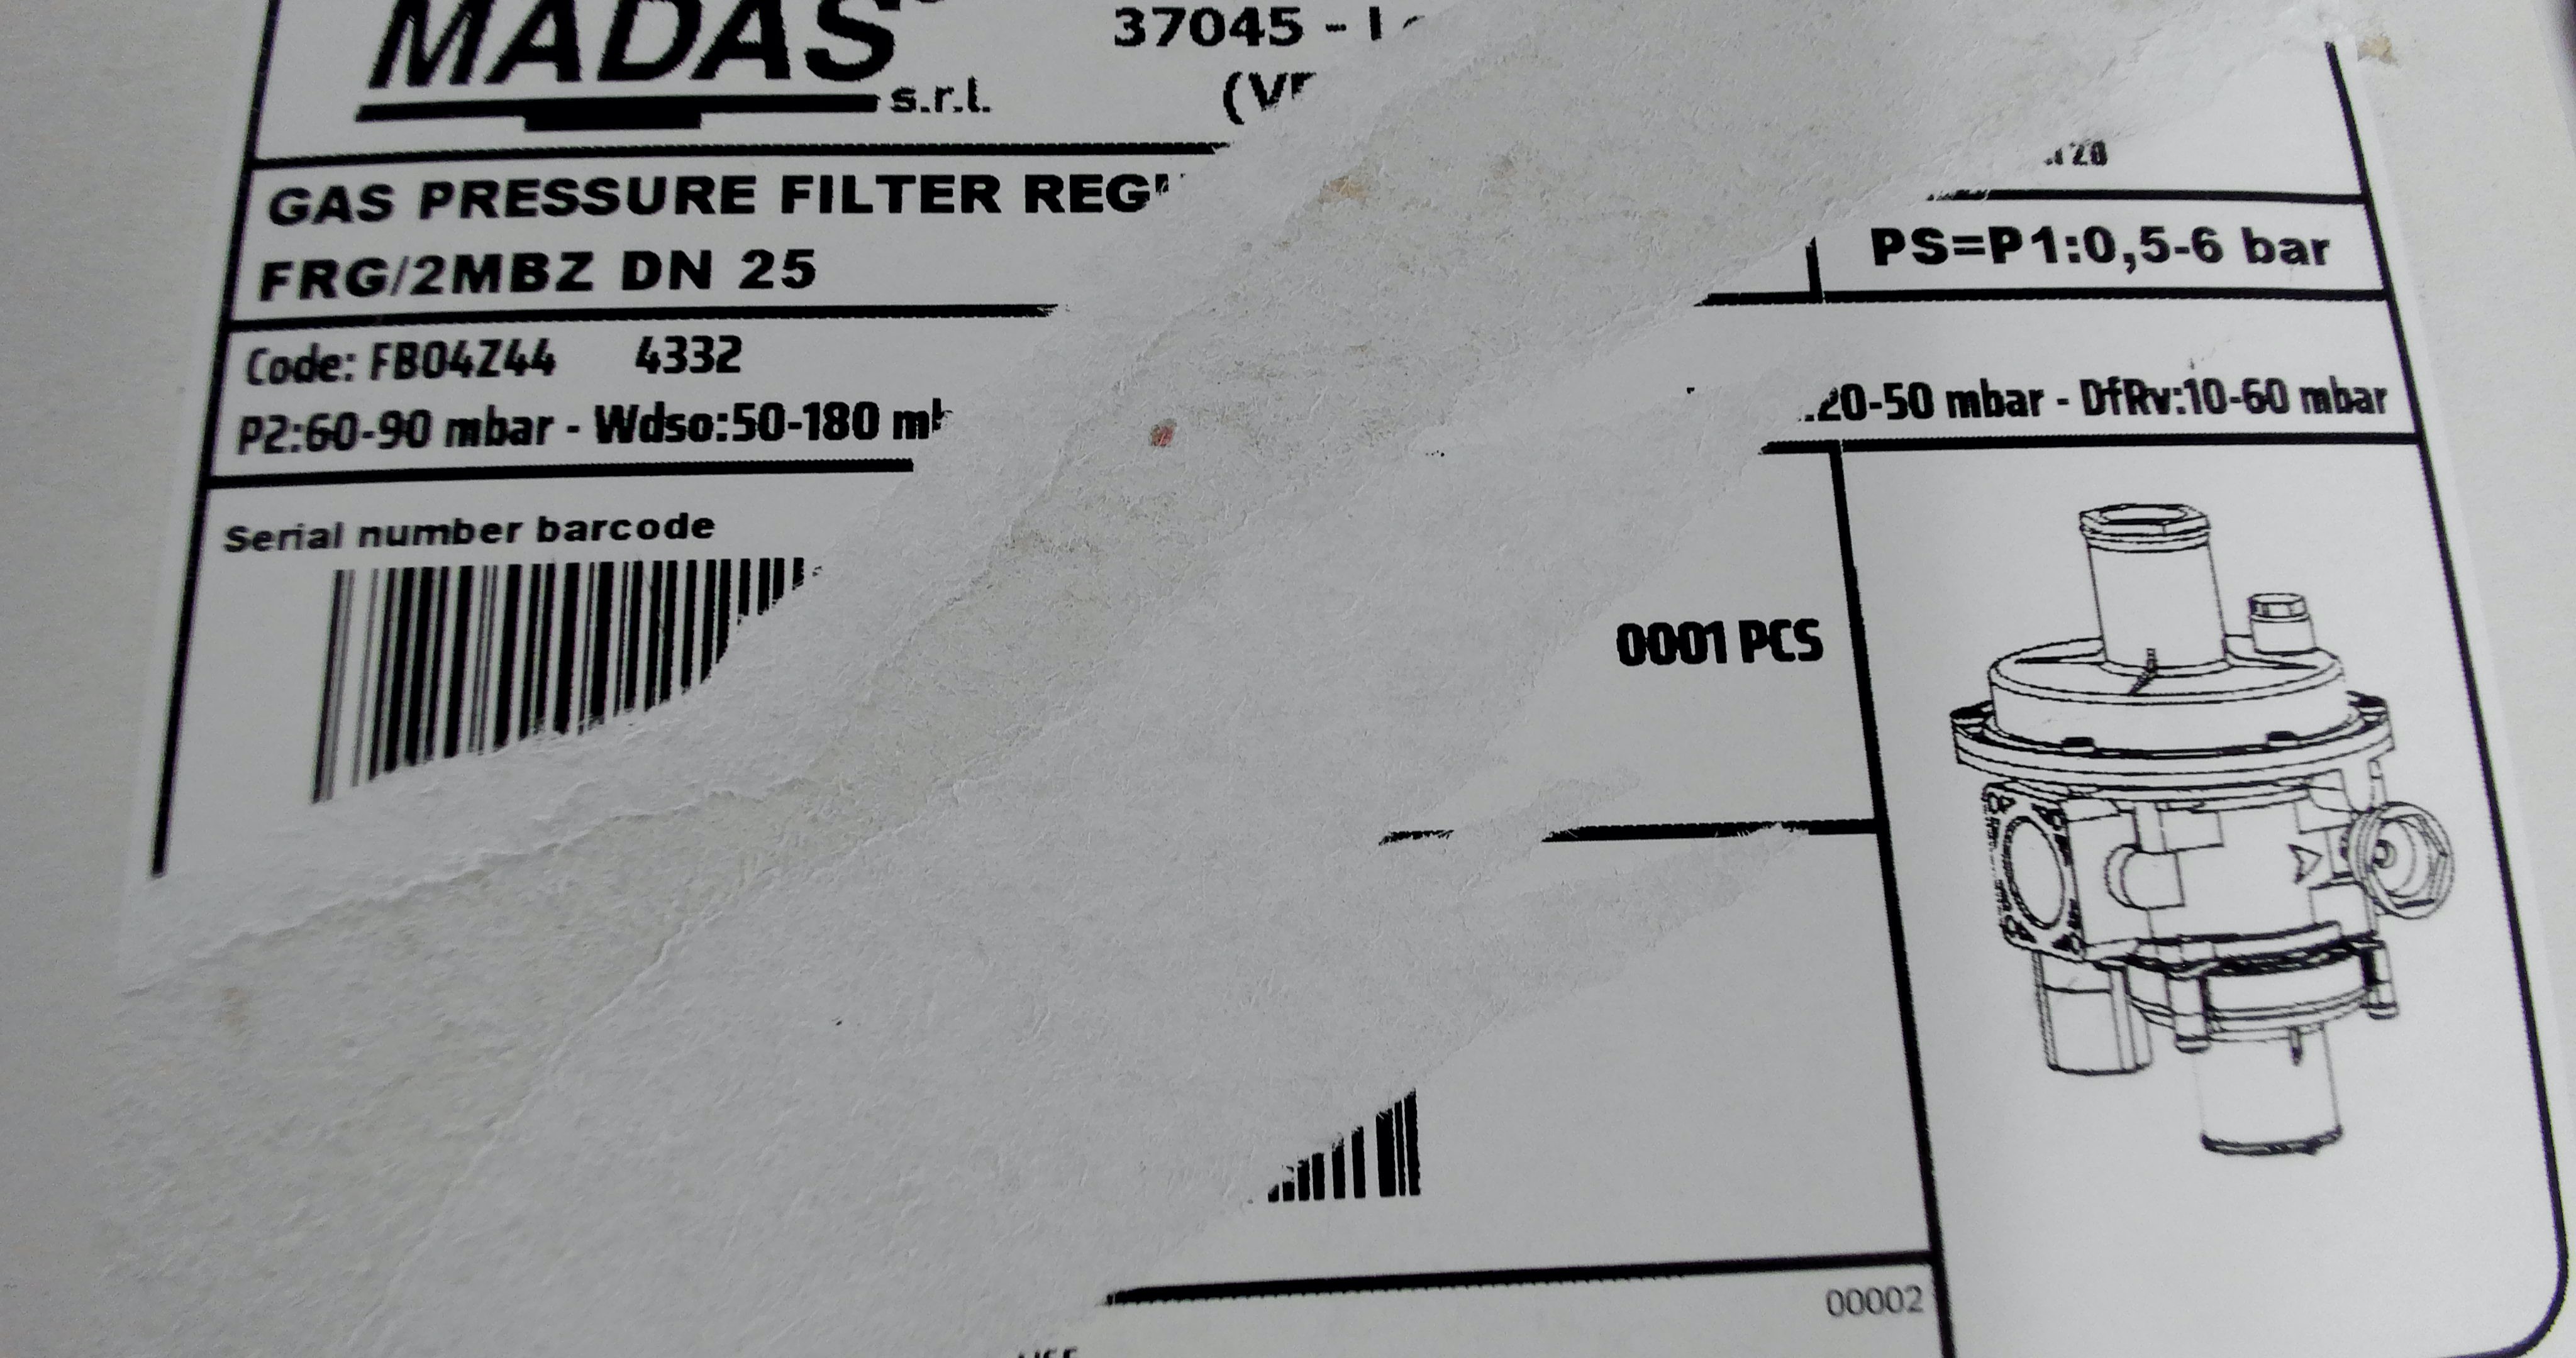 MADAS s.r.l.
37045 -
GAS PRESSURE FILTER
FRG/2MBZ DN 25
PS=P1:0,5-6 bar
Code: FB04Z44 4332
P2:60-90 mbar - Wdso:50-180
20-50 mbar - DfRv:10-60 mbar
Serial number barcode
0001 PCS
00002